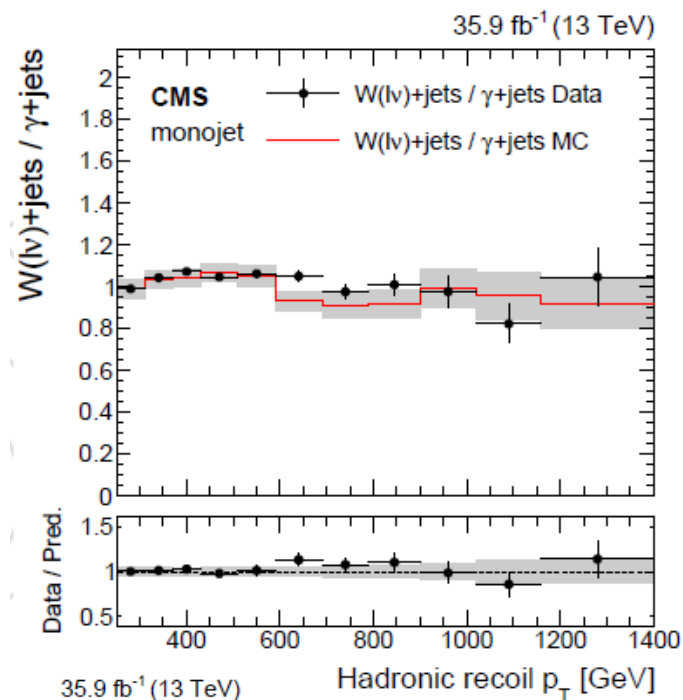 35.9 fb⁻¹ (13 TeV)
CMS
monojet
W(lν)+jets / γ+jets Data
W(lν)+jets / γ+jets MC
W(lν)+jets / γ+jets
2
1.8
1.6
1.4
1.2
1
0.8
0.6
0.4
0.2
0
Data / Pred.
1.5
1
0.5
400 600 800 1000 1200 1400
Hadronic recoil p_T [GeV]
35.9 fb⁻¹ (13 TeV)